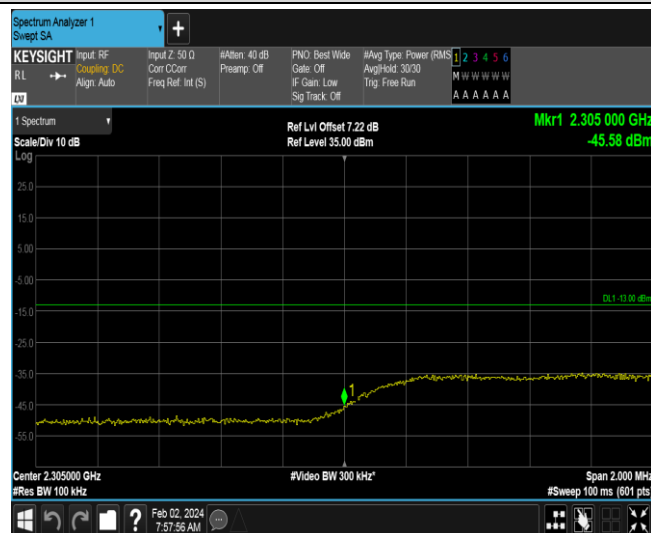 Spectrum Analyzer 1
Swept SA
+
KEYSIGHT Input: RF Input Z: 50 Ω #Atten: 40 dB PNO: Best Wide #Avg Type: Power (RMS 1 2 3 4 5 6
RL Coupling: DC Corr CCorr Preamp: Off Gate: Off Avg|Hold: 30/30 M W W W W W
Align: Auto Freq Ref: Int (S) IF Gain: Low Trig: Free Run
Sig Track: Off A A A A A A
1 Spectrum Ref Lvl Offset 7.22 dB Mkr1 2.305 000 GHz
Scale/Div 10 dB Ref Level 35.00 dBm -45.58 dBm
Log
25.0
15.0
5.00
-5.00
DL1 -13.00 dBm
-15.0
-25.0
-35.0
1
-45.0
-55.0
Center 2.305000 GHz #Video BW 300 kHz* Span 2.000 MHz
#Res BW 100 kHz #Sweep 100 ms (601 pts)
? Feb 02, 2024
7:57:56 AM